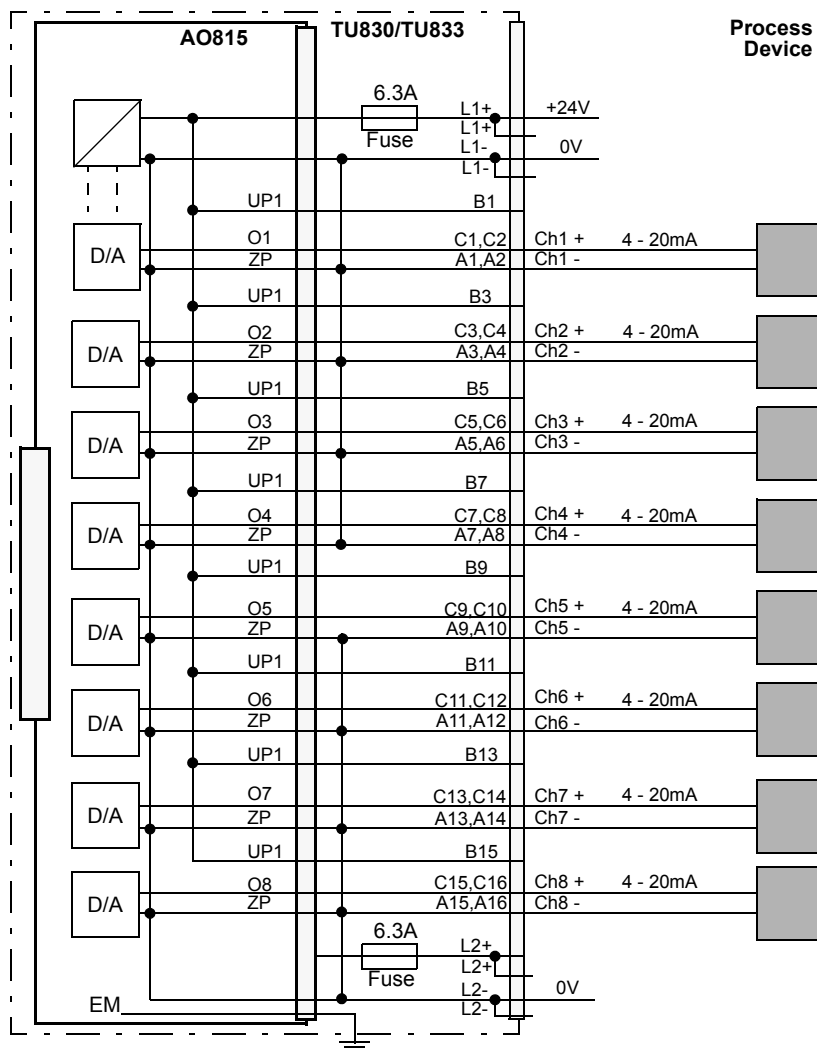 AO815
TU830/TU833
Process
Device
6.3A
Fuse
L1+
L1+
L1-
L1-
+24V
0V
UP1 B1
D/A O1 C1,C2 Ch1 + 4 - 20mA
ZP A1,A2 Ch1 -
UP1 B3
D/A O2 C3,C4 Ch2 + 4 - 20mA
ZP A3,A4 Ch2 -
UP1 B5
D/A O3 C5,C6 Ch3 + 4 - 20mA
ZP A5,A6 Ch3 -
UP1 B7
D/A O4 C7,C8 Ch4 + 4 - 20mA
ZP A7,A8 Ch4 -
UP1 B9
D/A O5 C9,C10 Ch5 + 4 - 20mA
ZP A9,A10 Ch5 -
UP1 B11
D/A O6 C11,C12 Ch6 + 4 - 20mA
ZP A11,A12 Ch6 -
UP1 B13
D/A O7 C13,C14 Ch7 + 4 - 20mA
ZP A13,A14 Ch7 -
UP1 B15
D/A O8 C15,C16 Ch8 + 4 - 20mA
ZP A15,A16 Ch8 -
6.3A
Fuse
L2+
L2+
L2-
L2-
0V
EM